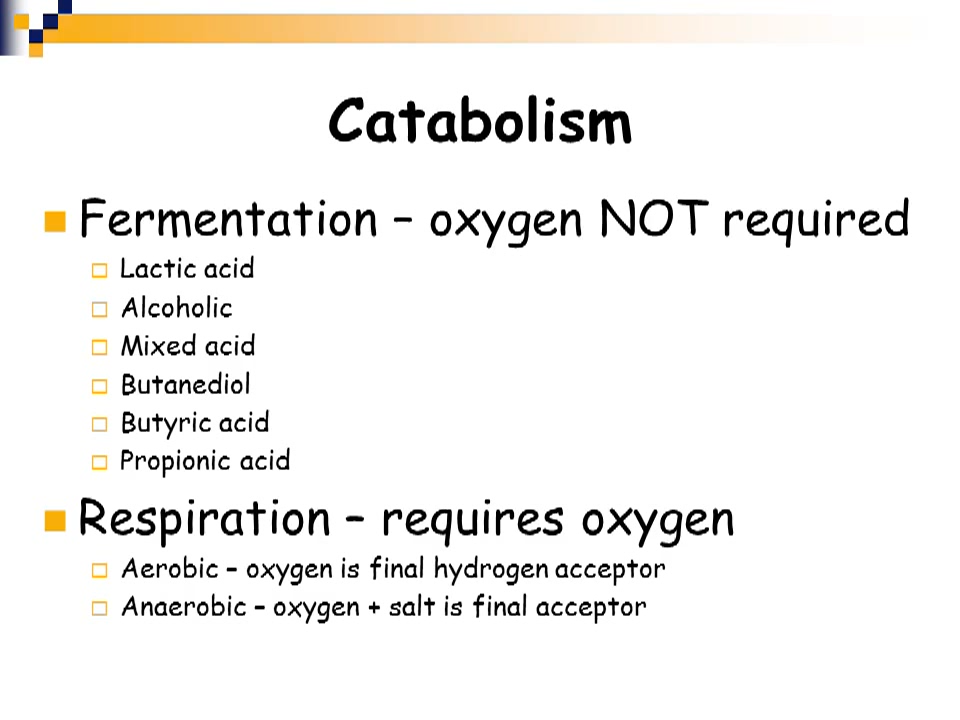 Catabolism
Fermentation – oxygen NOT required
Lactic acid
Alcoholic
Mixed acid
Butanediol
Butyric acid
Propionic acid
Respiration – requires oxygen
Aerobic – oxygen is final hydrogen acceptor
Anaerobic – oxygen + salt is final acceptor